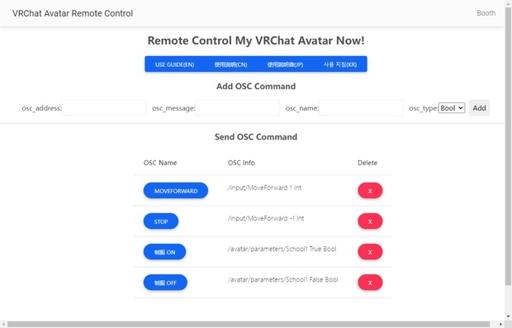 VRChat Avatar Remote Control Booth
Remote Control My VRChat Avatar Now!
USE GUIDE(EN) 使用説明(CN) 使用説明書(JP) 사용 지침(KR)
Add OSC Command
osc_address: osc_message: osc_name: osc_type: Bool Add
Send OSC Command
OSC Name OSC Info Delete
MOVEFORWARD /input/MoveForward 1 Int X
STOP /input/MoveForward -1 Int X
制服 ON /avatar/parameters/School1 True Bool X
制服 OFF /avatar/parameters/School1 False Bool X